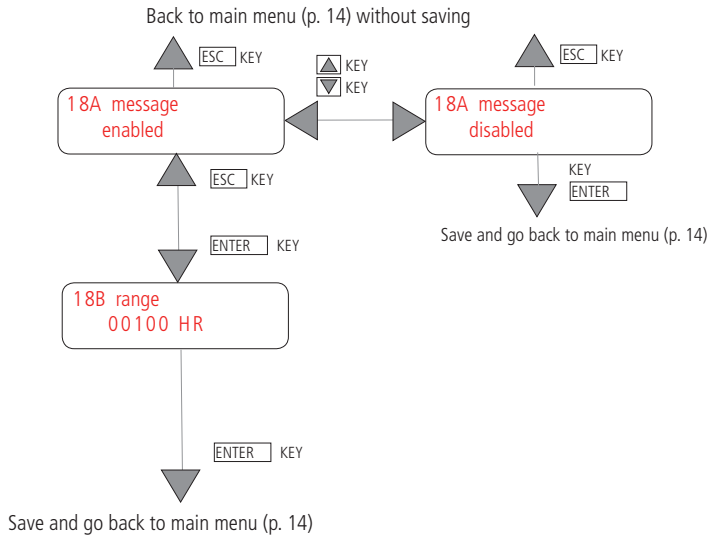 Back to main menu (p. 14) without saving
ESC KEY
KEY
KEY
ESC KEY
18A message
enabled
18A message
disabled
ESC KEY
KEY
ENTER
Save and go back to main menu (p. 14)
ENTER KEY
18B range
00100 HR
ENTER KEY
Save and go back to main menu (p. 14)